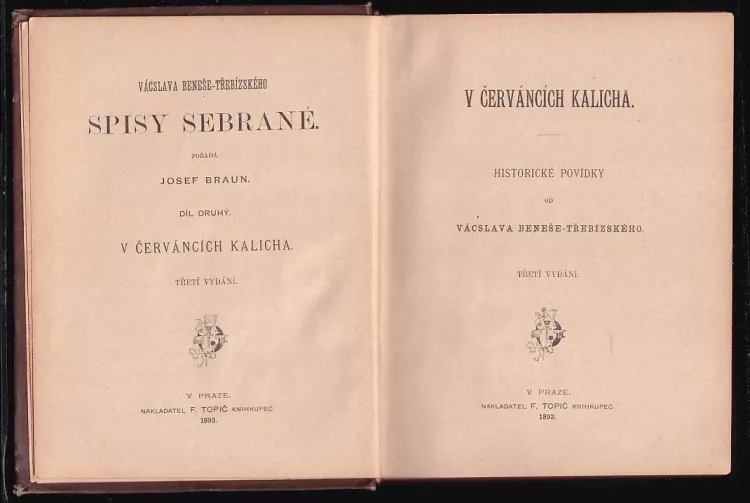 VÁCSLAVA BENEŠE-TŘEBÍZSKÉHO
SPISY SEBRANÉ.
POŘÁDÁ
JOSEF BRAUN.
DÍL DRUHÝ.
V ČERVÁNCÍCH KALICHA.
TŘETÍ VYDÁNÍ.
V PRAZE.
NAKLADATEL F. TOPIČ KNIHKUPEC.
1893.
V ČERVÁNCÍCH KALICHA.
HISTORICKÉ POVÍDKY
OD
VÁCSLAVA BENEŠE-TŘEBÍZSKÉHO.
TŘETÍ VYDÁNÍ.
V PRAZE.
NAKLADATEL F. TOPIČ KNIHKUPEC.
1893.